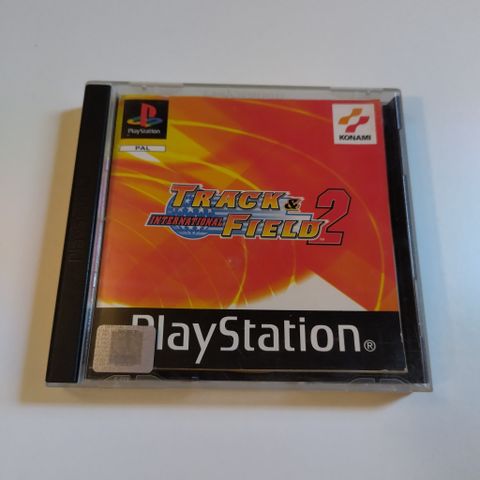 PlayStation
PAL
KONAMI
TRACK &
INTERNATIONAL
FIELD 2
PlayStation®